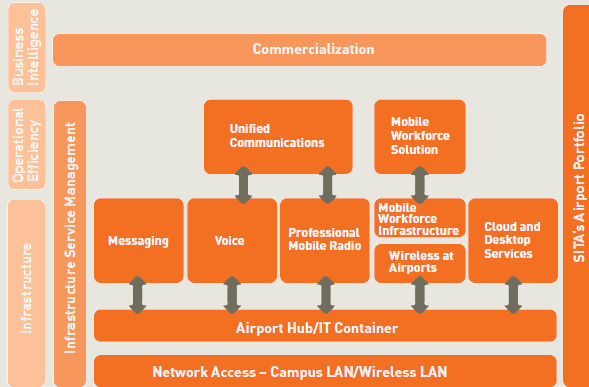 Business
Intelligence
Commercialization
Operational
Efficiency
Infrastructure Service Management
Unified
Communications
Mobile
Workforce
Solution
SITA's Airport Portfolio
Infrastructure
Messaging
Voice
Professional
Mobile Radio
Mobile
Workforce
Infrastructure
Wireless at
Airports
Cloud and
Desktop
Services
Airport Hub/IT Container
Network Access – Campus LAN/Wireless LAN